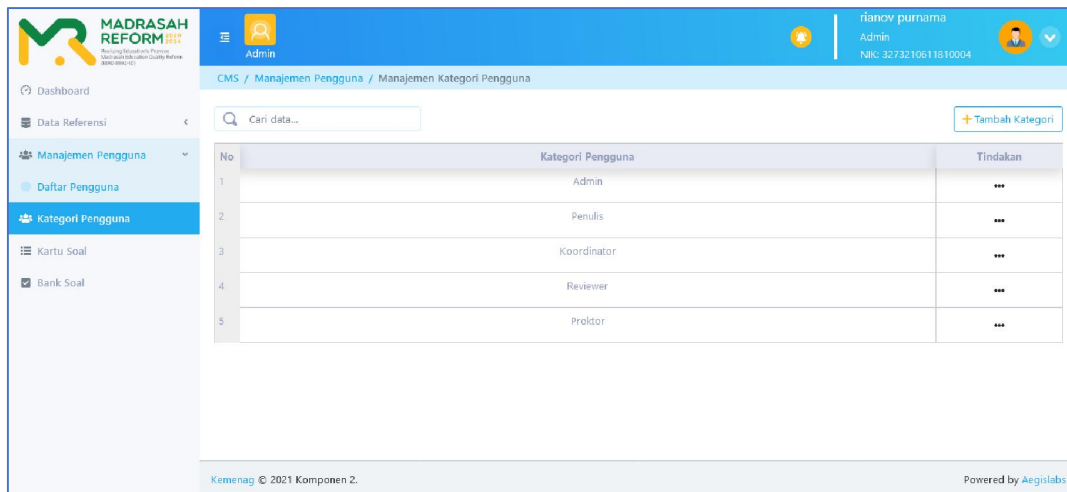 MADRASAH
REFORM
Admin
rianov purnama
Admin
NIK: 3273210611810004
CMS / Manajemen Pengguna / Manajemen Kategori Pengguna
Dashboard
Data Referensi
Manajemen Pengguna
Daftar Pengguna
Kategori Pengguna
Kartu Soal
Bank Soal
Cari data...
+ Tambah Kategori
No Kategori Pengguna Tindakan
1 Admin •••
2 Penulis •••
3 Koordinator •••
4 Reviewer •••
5 Proktor •••
Kemenag © 2021 Komponen 2.
Powered by Aegislabs